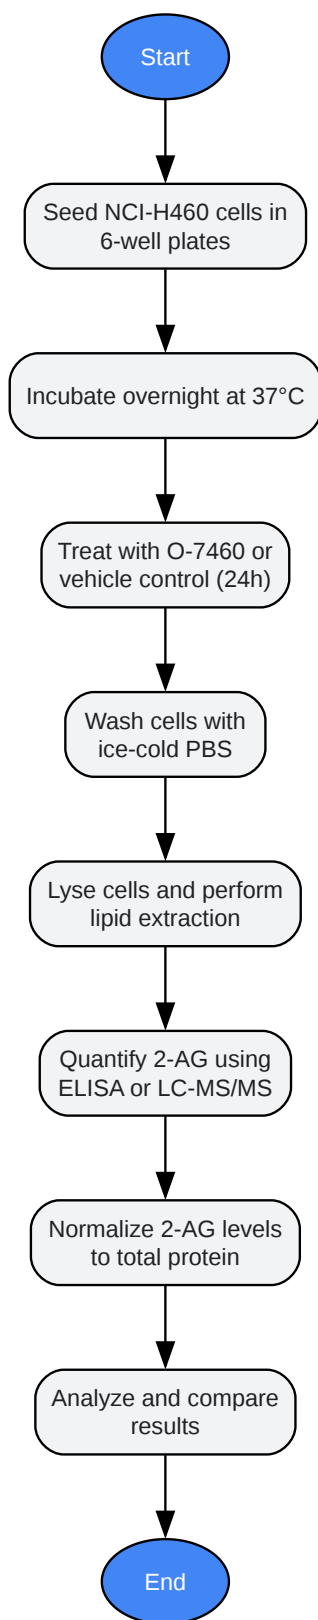 Start
Seed NCI-H460 cells in
6-well plates
Incubate overnight at 37°C
Treat with O-7460 or
vehicle control (24h)
Wash cells with
ice-cold PBS
Lyse cells and perform
lipid extraction
Quantify 2-AG using
ELISA or LC-MS/MS
Normalize 2-AG levels
to total protein
Analyze and compare
results
End